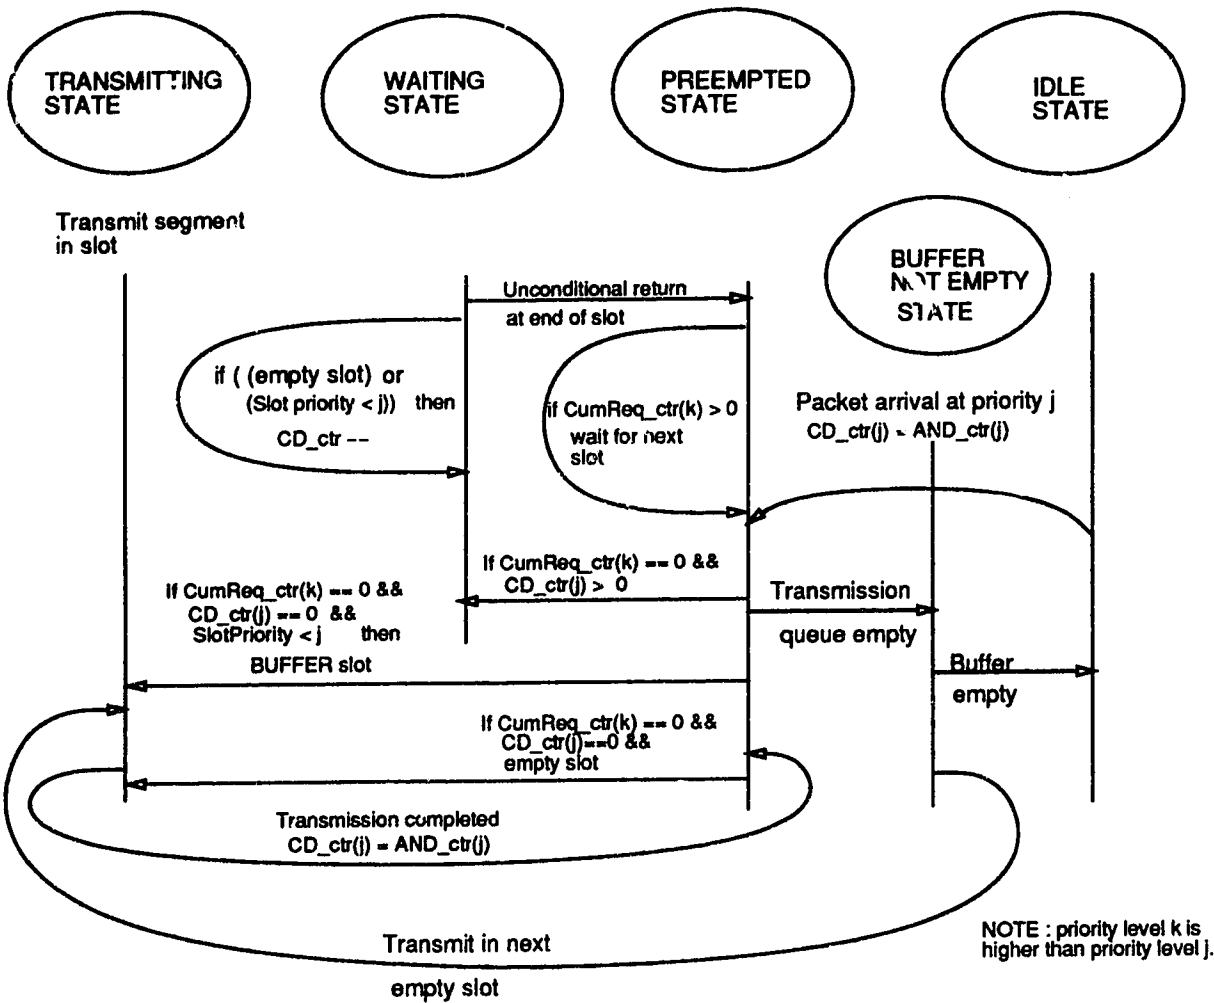 TRANSMITTING
STATE
WAITING
STATE
PREEMPTED
STATE
IDLE
STATE
Transmit segment
in slot
BUFFER
NOT EMPTY
STATE
Unconditional return
at end of slot
if ( (empty slot) or
(Slot priority < j)) then
CD_ctr --
if CumReq_ctr(k) > 0
wait for next
slot
Packet arrival at priority j
CD_ctr(j) = AND_ctr(j)
If CumReq_ctr(k) == 0 &&
CD_ctr(j) > 0
If CumReq_ctr(k) == 0 &&
CD_ctr(j) == 0 &&
SlotPriority < j then
BUFFER slot
Transmission
queue empty
Buffer
empty
If CumReq_ctr(k) == 0 &&
CD_ctr(j)==0 &&
empty slot
Transmission completed
CD_ctr(j) = AND_ctr(j)
Transmit in next
empty slot
NOTE : priority level k is
higher than priority level j.